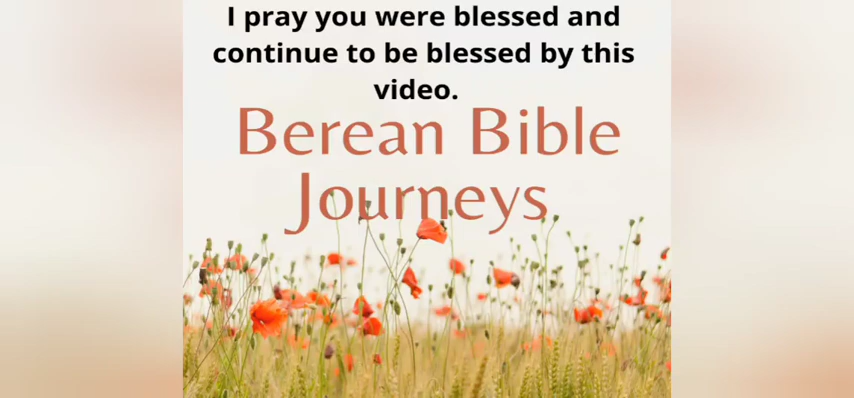 I pray you were blessed and
continue to be blessed by this
video.
Berean Bible
Journeys